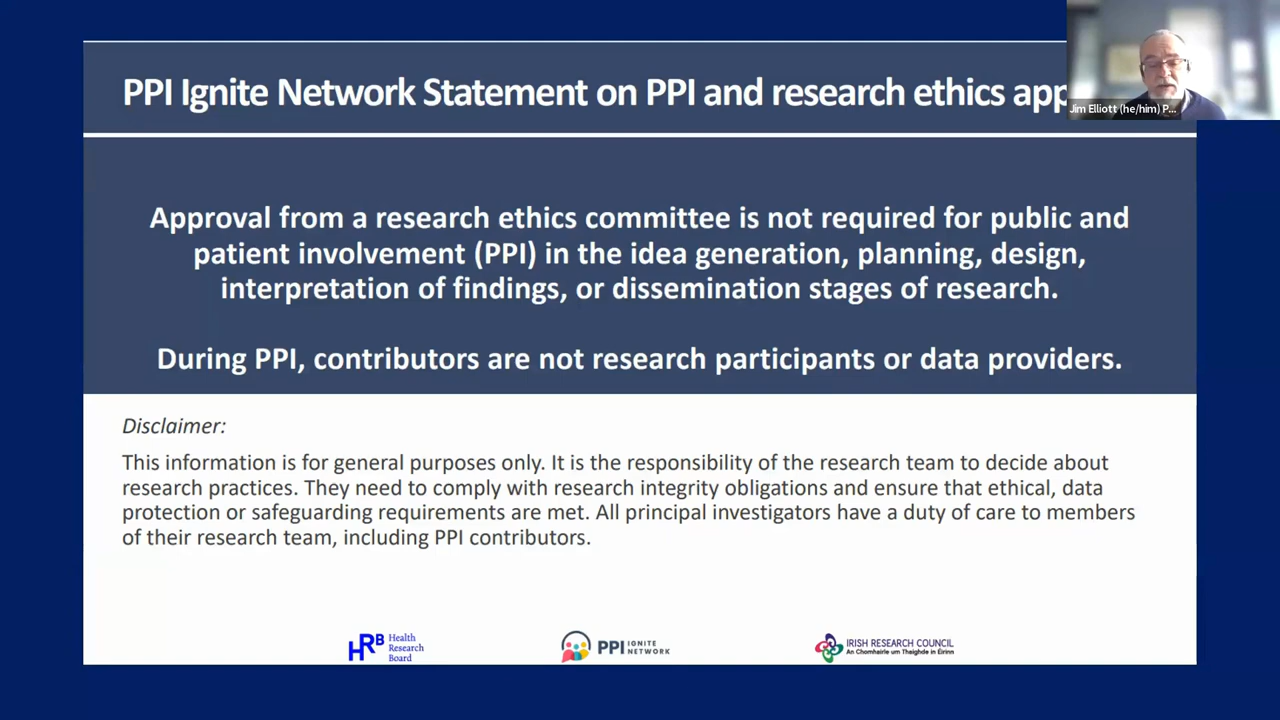 PPI Ignite Network Statement on PPI and research ethics app
Jim Elliott (he/him) P...
Approval from a research ethics committee is not required for public and
patient involvement (PPI) in the idea generation, planning, design,
interpretation of findings, or dissemination stages of research.
During PPI, contributors are not research participants or data providers.
Disclaimer:
This information is for general purposes only. It is the responsibility of the research team to decide about
research practices. They need to comply with research integrity obligations and ensure that ethical, data
protection or safeguarding requirements are met. All principal investigators have a duty of care to members
of their research team, including PPI contributors.
HRB Health
Research
Board
PPI IGNITE
NETWORK
IRISH RESEARCH COUNCIL
An Chomhairle um Thaighde in Éirinn